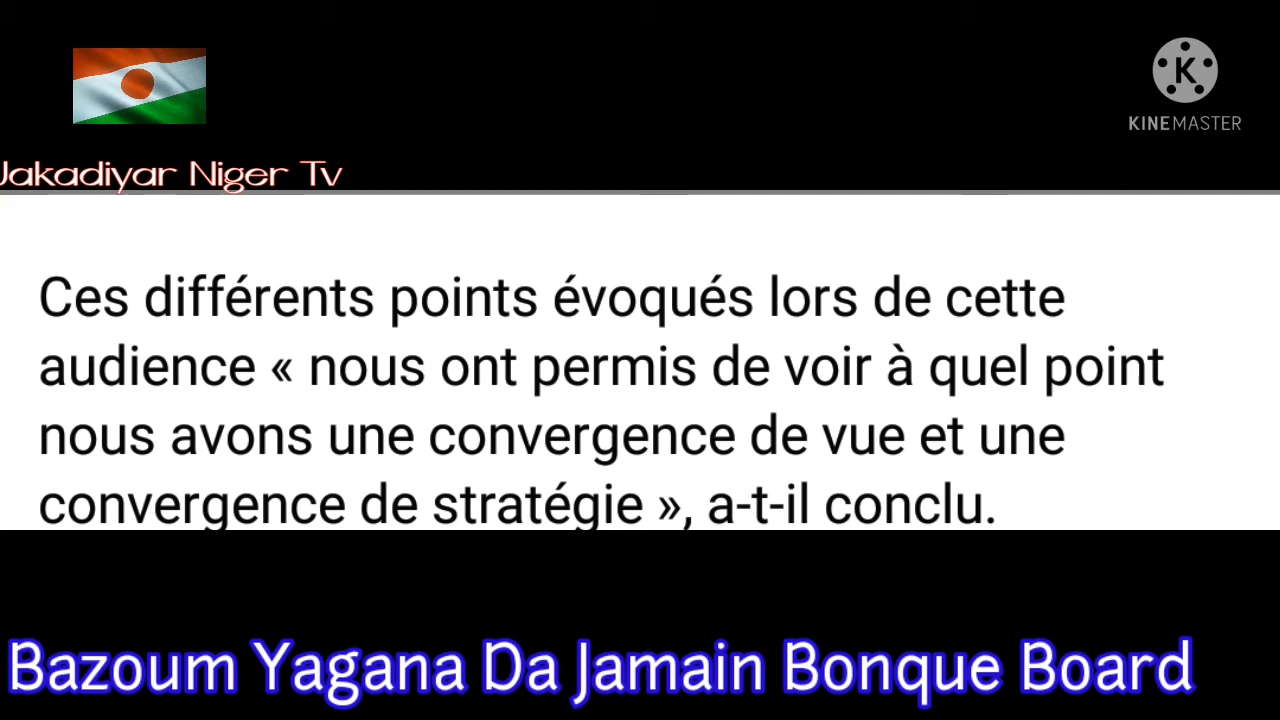 K
KINEMASTER
Jakadiyar Niger Tv
Ces différents points évoqués lors de cette
audience « nous ont permis de voir à quel point
nous avons une convergence de vue et une
convergence de stratégie », a-t-il conclu.
Bazoum Yagana Da Jamain Bonque Board